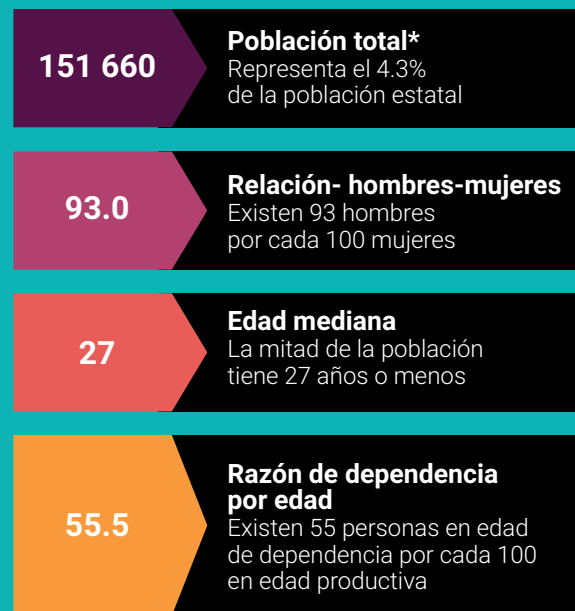 151 660
Población total*
Representa el 4.3%
de la población estatal
93.0
Relación- hombres-mujeres
Existen 93 hombres
por cada 100 mujeres
27
Edad mediana
La mitad de la población
tiene 27 años o menos
55.5
Razón de dependencia
por edad
Existen 55 personas en edad
de dependencia por cada 100
en edad productiva